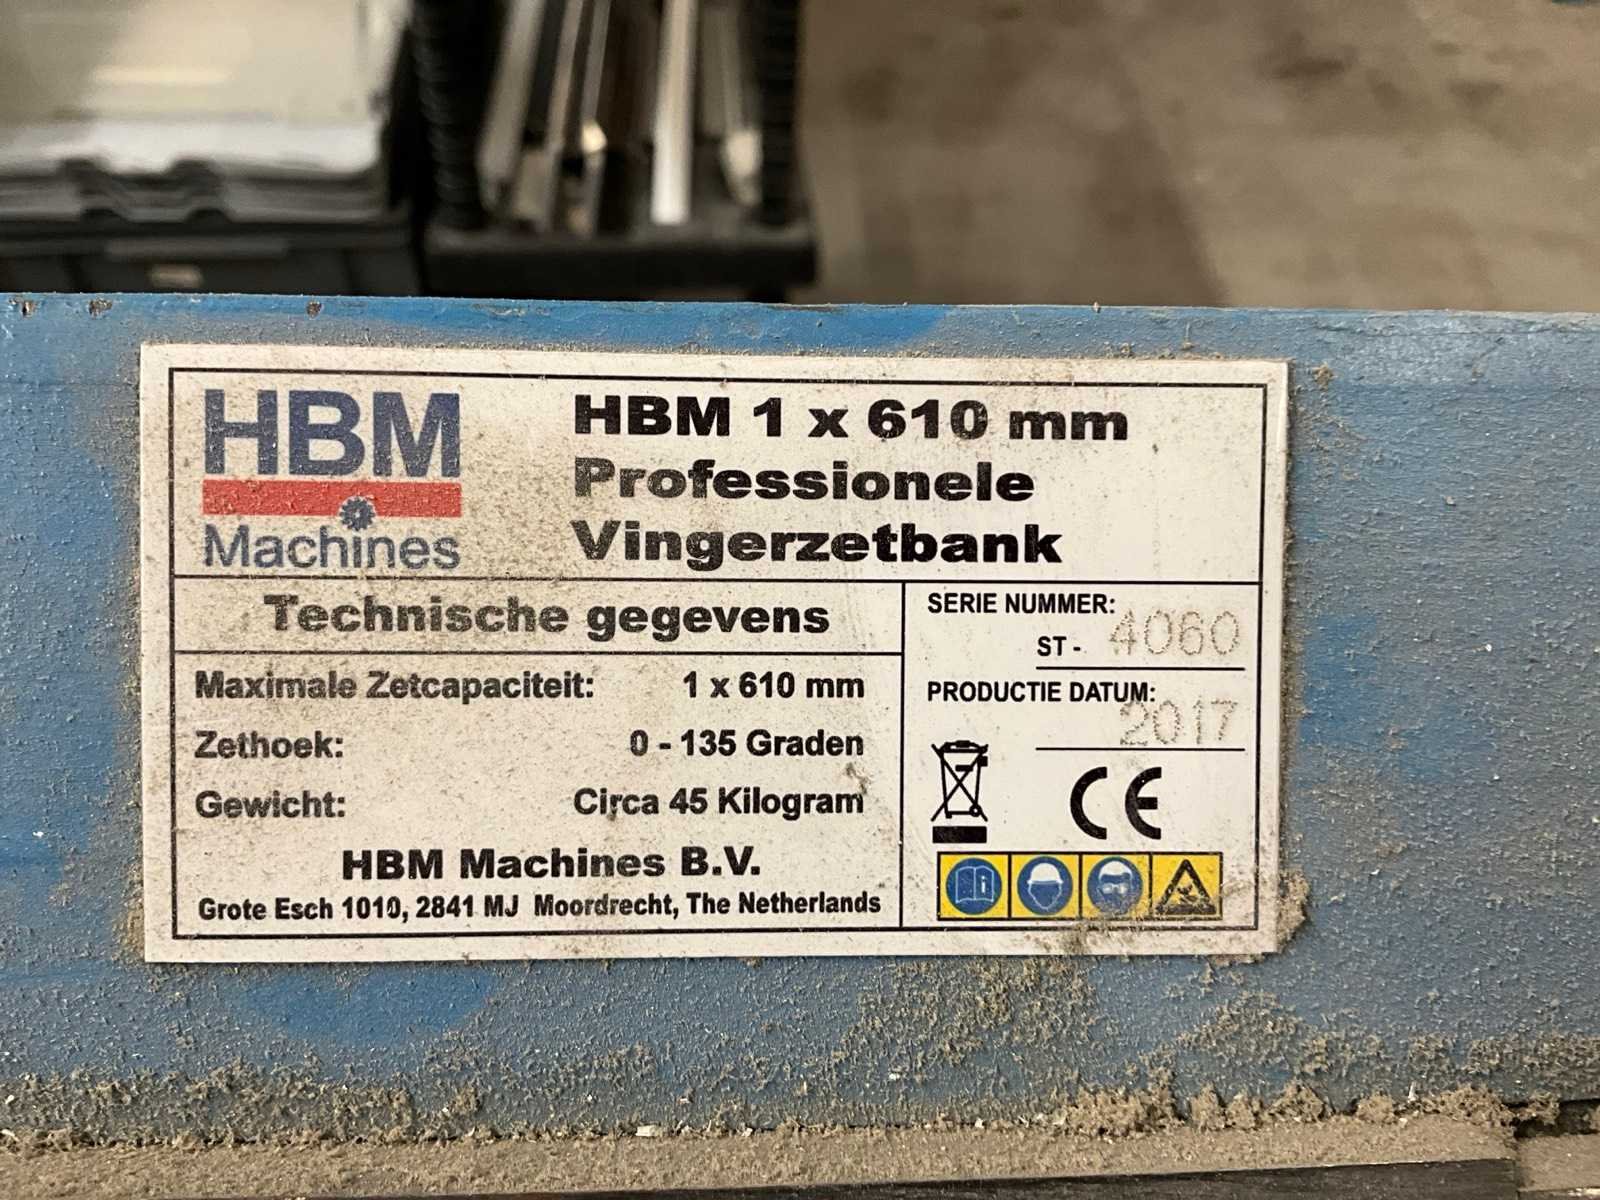 HBM
Machines
HBM 1 x 610 mm
Professionele
Vingerzetbank
Technische gegevens
Maximale Zetcapaciteit: 1 x 610 mm
Zethoek: 0 - 135 Graden
Gewicht: Circa 45 Kilogram
HBM Machines B.V.
Grote Esch 1010, 2841 MJ Moordrecht, The Netherlands
SERIE NUMMER:
ST - 4060
PRODUCTIE DATUM:
2017
CE